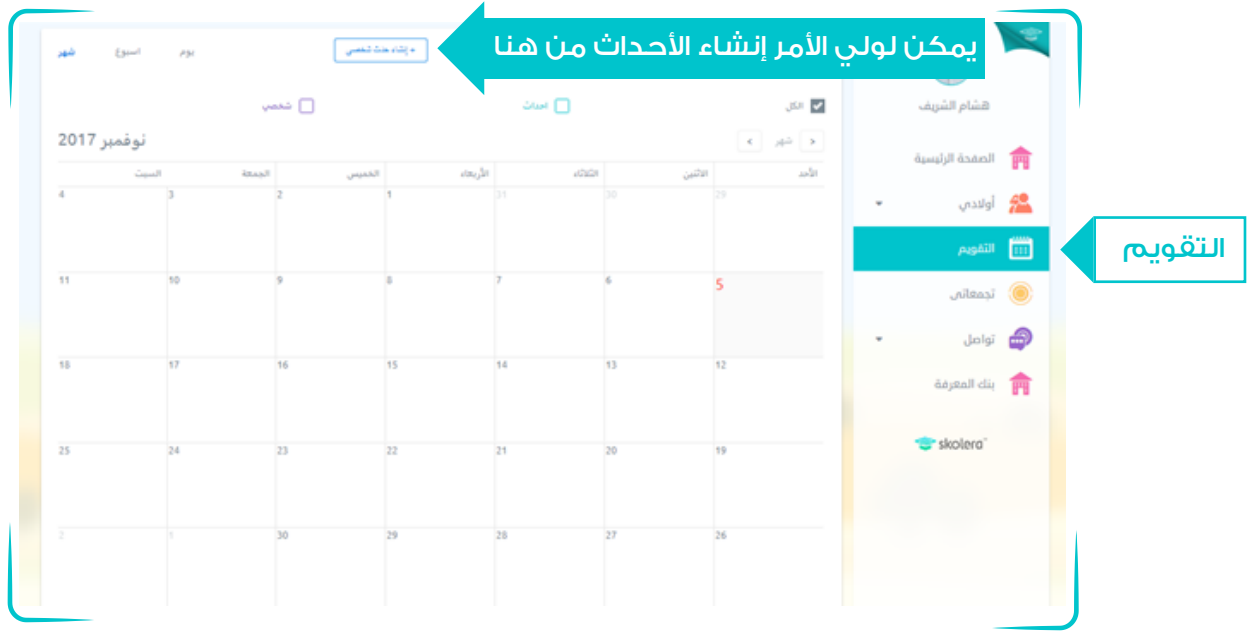 يمكن لولي الأمر إنشاء الأحداث من هنا
+ إنشاء حدث شخصي
يوم اسبوع شهر
الكل احداث شخصي
شهر
نوفمبر 2017
الأحد الاثنين الثلاثاء الأربعاء الخميس الجمعة السبت
29 30 31 1 2 3 4
5 6 7 8 9 10 11
12 13 14 15 16 17 18
19 20 21 22 23 24 25
26 27 28 29 30 1 2
هشام الشريف
الصفحة الرئيسية
أولادي
التقويم
تجمعاتى
تواصل
بنك المعرفة
skolera
التقويم